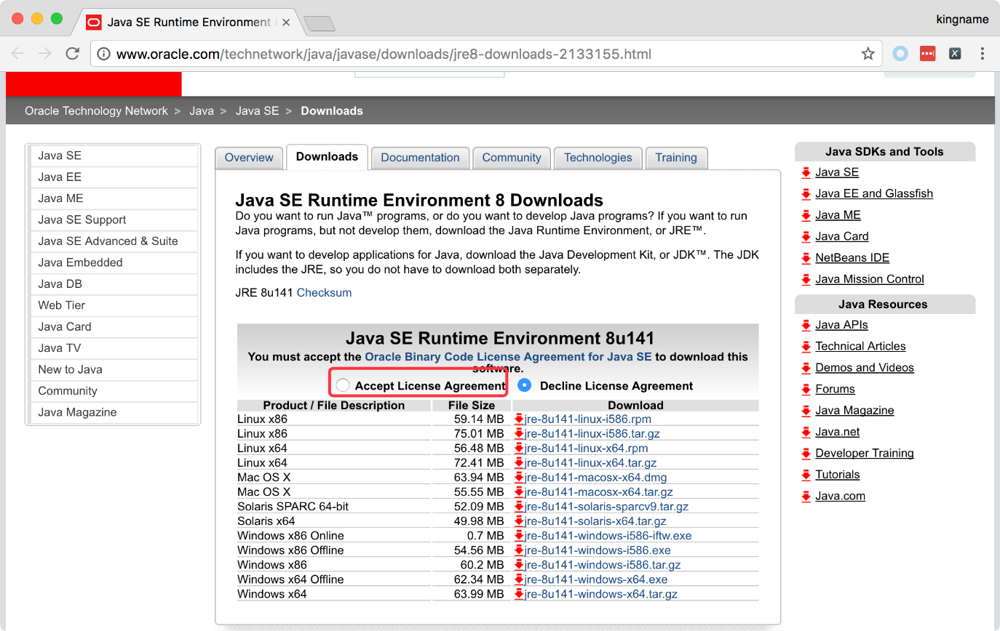 Java SE Runtime Environment
kingname
www.oracle.com/technetwork/java/javase/downloads/jre8-downloads-2133155.html
Oracle Technology Network > Java > Java SE > Downloads
Java SE
Java EE
Java ME
Java SE Support
Java SE Advanced & Suite
Java Embedded
Java DB
Web Tier
Java Card
Java TV
New to Java
Community
Java Magazine
Overview
Downloads
Documentation
Community
Technologies
Training
Java SE Runtime Environment 8 Downloads
Do you want to run Java™ programs, or do you want to develop Java programs? If you want to run
Java programs, but not develop them, download the Java Runtime Environment, or JRE™.
If you want to develop applications for Java, download the Java Development Kit, or JDK™. The JDK
includes the JRE, so you do not have to download both separately.
JRE 8u141 Checksum
Java SE Runtime Environment 8u141
You must accept the Oracle Binary Code License Agreement for Java SE to download this
software.
Accept License Agreement Decline License Agreement
Product / File Description File Size Download
Linux x86 59.14 MB jre-8u141-linux-i586.rpm
Linux x86 75.01 MB jre-8u141-linux-i586.tar.gz
Linux x64 56.48 MB jre-8u141-linux-x64.rpm
Linux x64 72.41 MB jre-8u141-linux-x64.tar.gz
Mac OS X 63.94 MB jre-8u141-macosx-x64.dmg
Mac OS X 55.55 MB jre-8u141-macosx-x64.tar.gz
Solaris SPARC 64-bit 52.09 MB jre-8u141-solaris-sparcv9.tar.gz
Solaris x64 49.98 MB jre-8u141-solaris-x64.tar.gz
Windows x86 Online 0.7 MB jre-8u141-windows-i586-iftw.exe
Windows x86 Offline 54.56 MB jre-8u141-windows-i586.exe
Windows x86 60.2 MB jre-8u141-windows-i586.tar.gz
Windows x64 Offline 62.34 MB jre-8u141-windows-x64.exe
Windows x64 63.99 MB jre-8u141-windows-x64.tar.gz
Java SDKs and Tools
Java SE
Java EE and Glassfish
Java ME
Java Card
NetBeans IDE
Java Mission Control
Java Resources
Java APIs
Technical Articles
Demos and Videos
Forums
Java Magazine
Java.net
Developer Training
Tutorials
Java.com